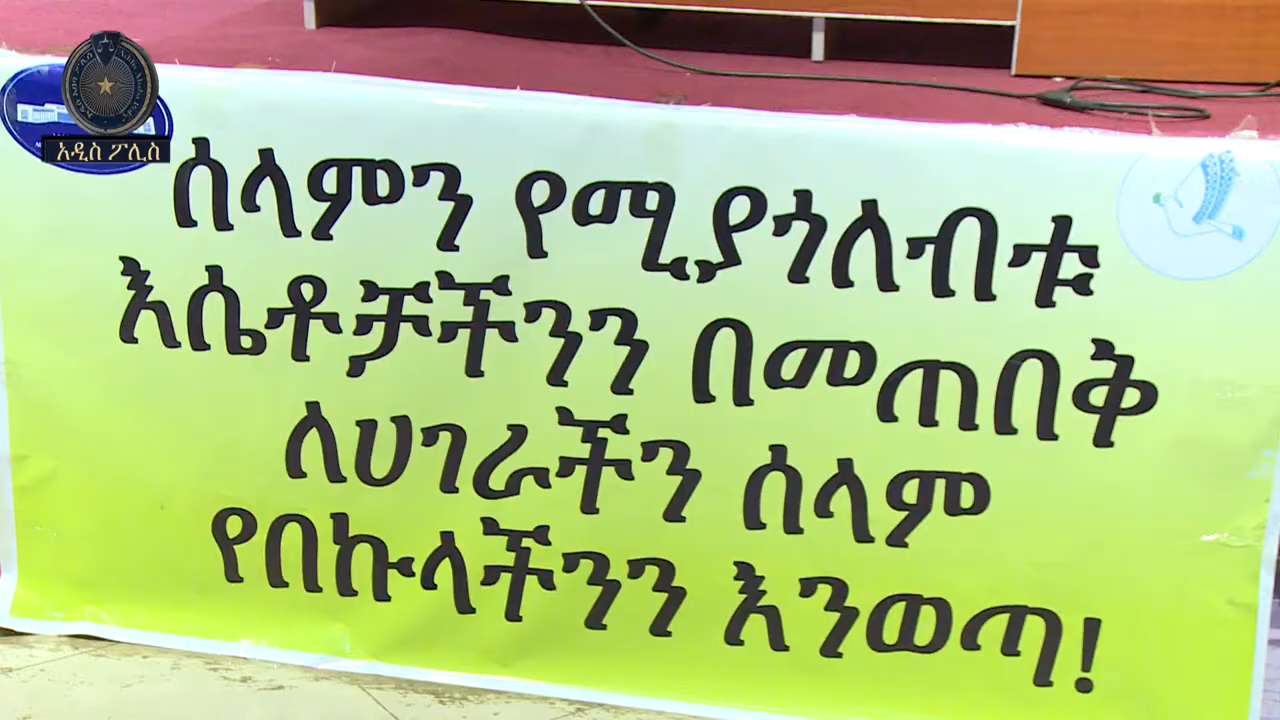 አዲስ ፖሊስ
ሰላምን የሚያጎለብቱ
እሴቶቻችንን በመጠበቅ
ለሀገራችን ሰላም
የበኩላችንን እንወጣ!